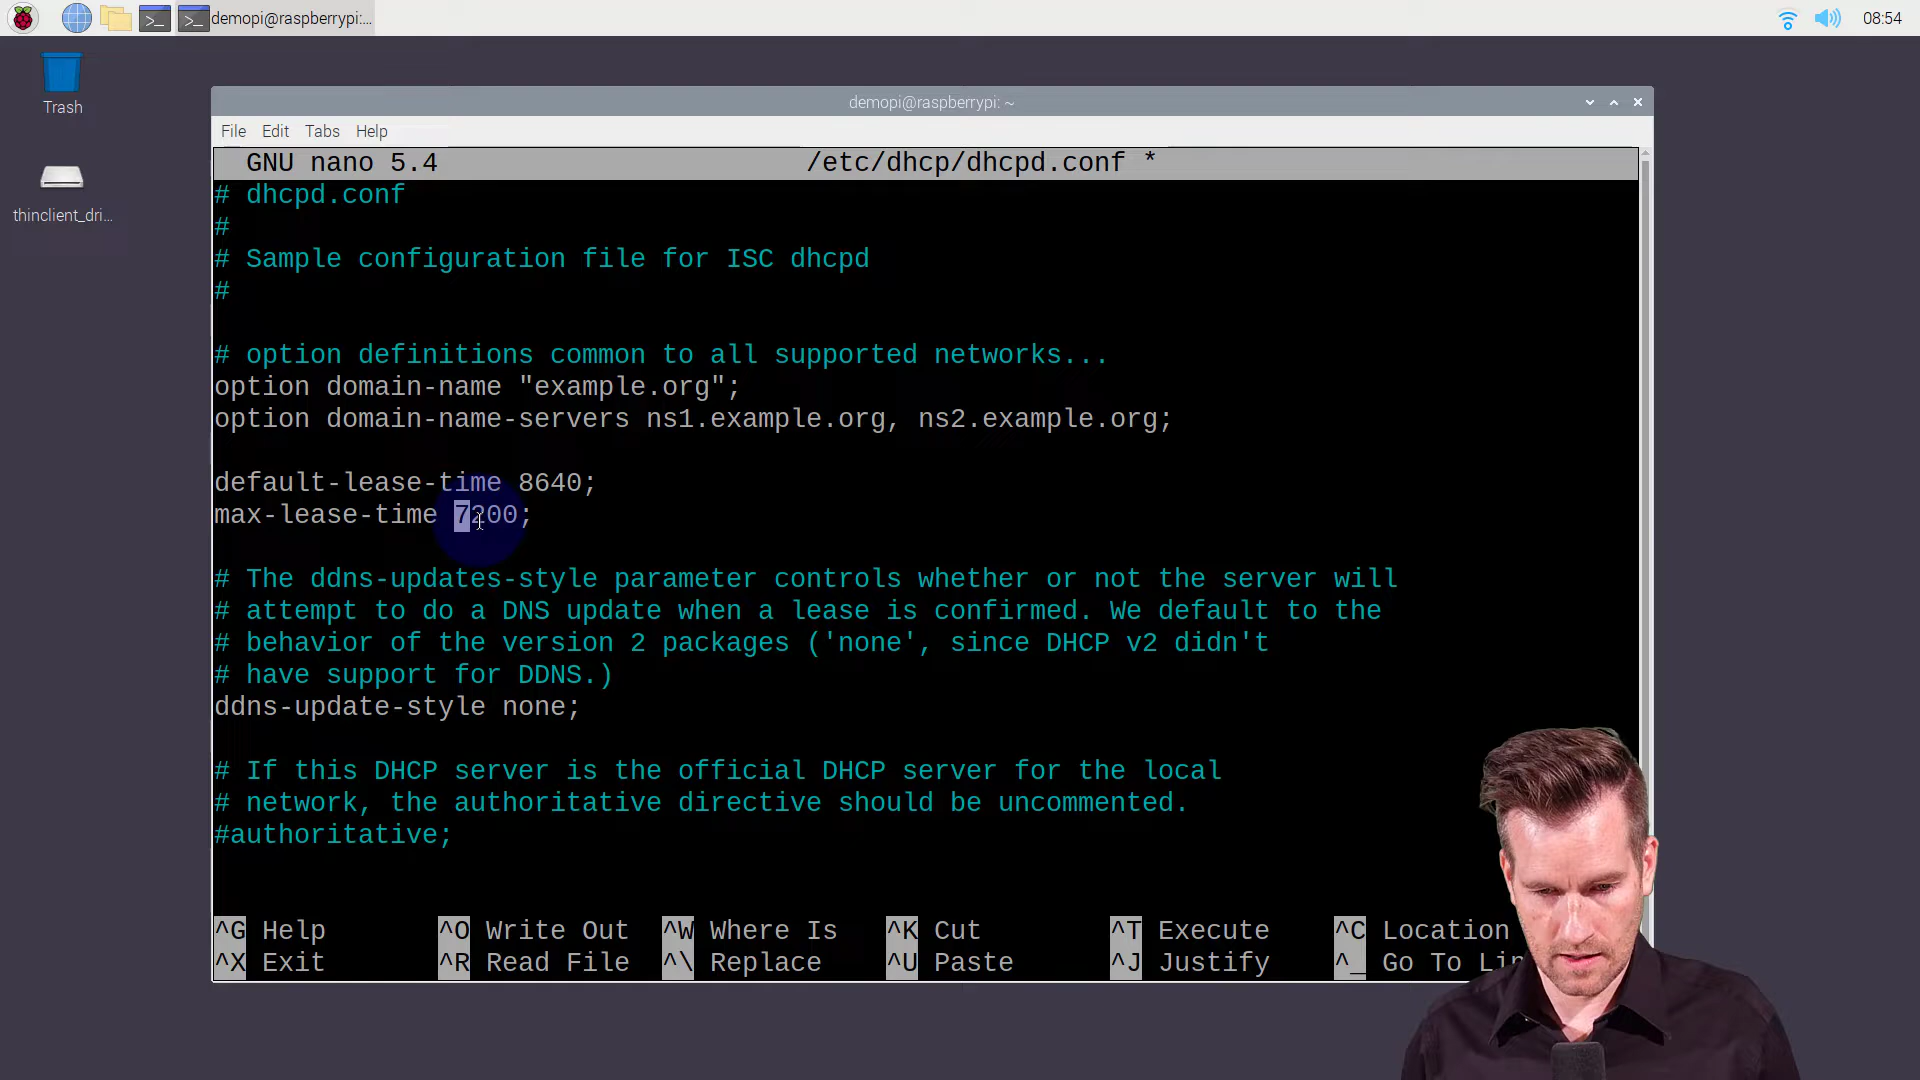 demopi@raspberrypi:...
08:54
Trash
thinclient_dri...
demopi@raspberrypi: ~
File Edit Tabs Help
GNU nano 5.4 /etc/dhcp/dhcpd.conf *
# dhcpd.conf
#
# Sample configuration file for ISC dhcpd
#
# option definitions common to all supported networks...
option domain-name "example.org";
option domain-name-servers ns1.example.org, ns2.example.org;
default-lease-time 8640;
max-lease-time 7200;
# The ddns-updates-style parameter controls whether or not the server will
# attempt to do a DNS update when a lease is confirmed. We default to the
# behavior of the version 2 packages ('none', since DHCP v2 didn't
# have support for DDNS.)
ddns-update-style none;
# If this DHCP server is the official DHCP server for the local
# network, the authoritative directive should be uncommented.
#authoritative;
^G Help ^O Write Out ^W Where Is ^K Cut ^T Execute ^C Location
^X Exit ^R Read File ^\ Replace ^U Paste ^J Justify ^_ Go To Lin